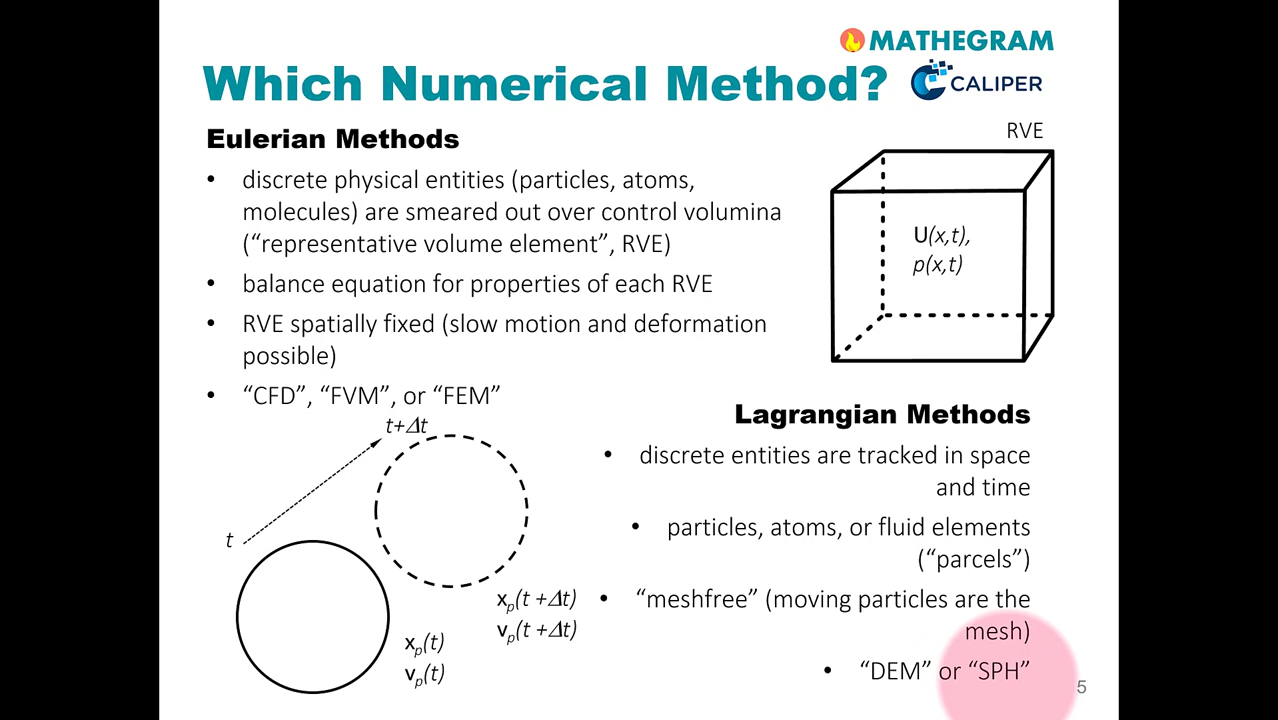 MATHEGRAM
Which Numerical Method?
CALIPER
Eulerian Methods
RVE
• discrete physical entities (particles, atoms,
molecules) are smeared out over control volumina
(“representative volume element”, RVE)
• balance equation for properties of each RVE
• RVE spatially fixed (slow motion and deformation
possible)
• “CFD”, “FVM”, or “FEM”
U(x,t),
p(x,t)
Lagrangian Methods
• discrete entities are tracked in space
and time
• particles, atoms, or fluid elements
(“parcels”)
• “meshfree” (moving particles are the
mesh)
• “DEM” or “SPH”
t+Δt
t
xp(t +Δt)
vp(t +Δt)
xp(t)
vp(t)
5